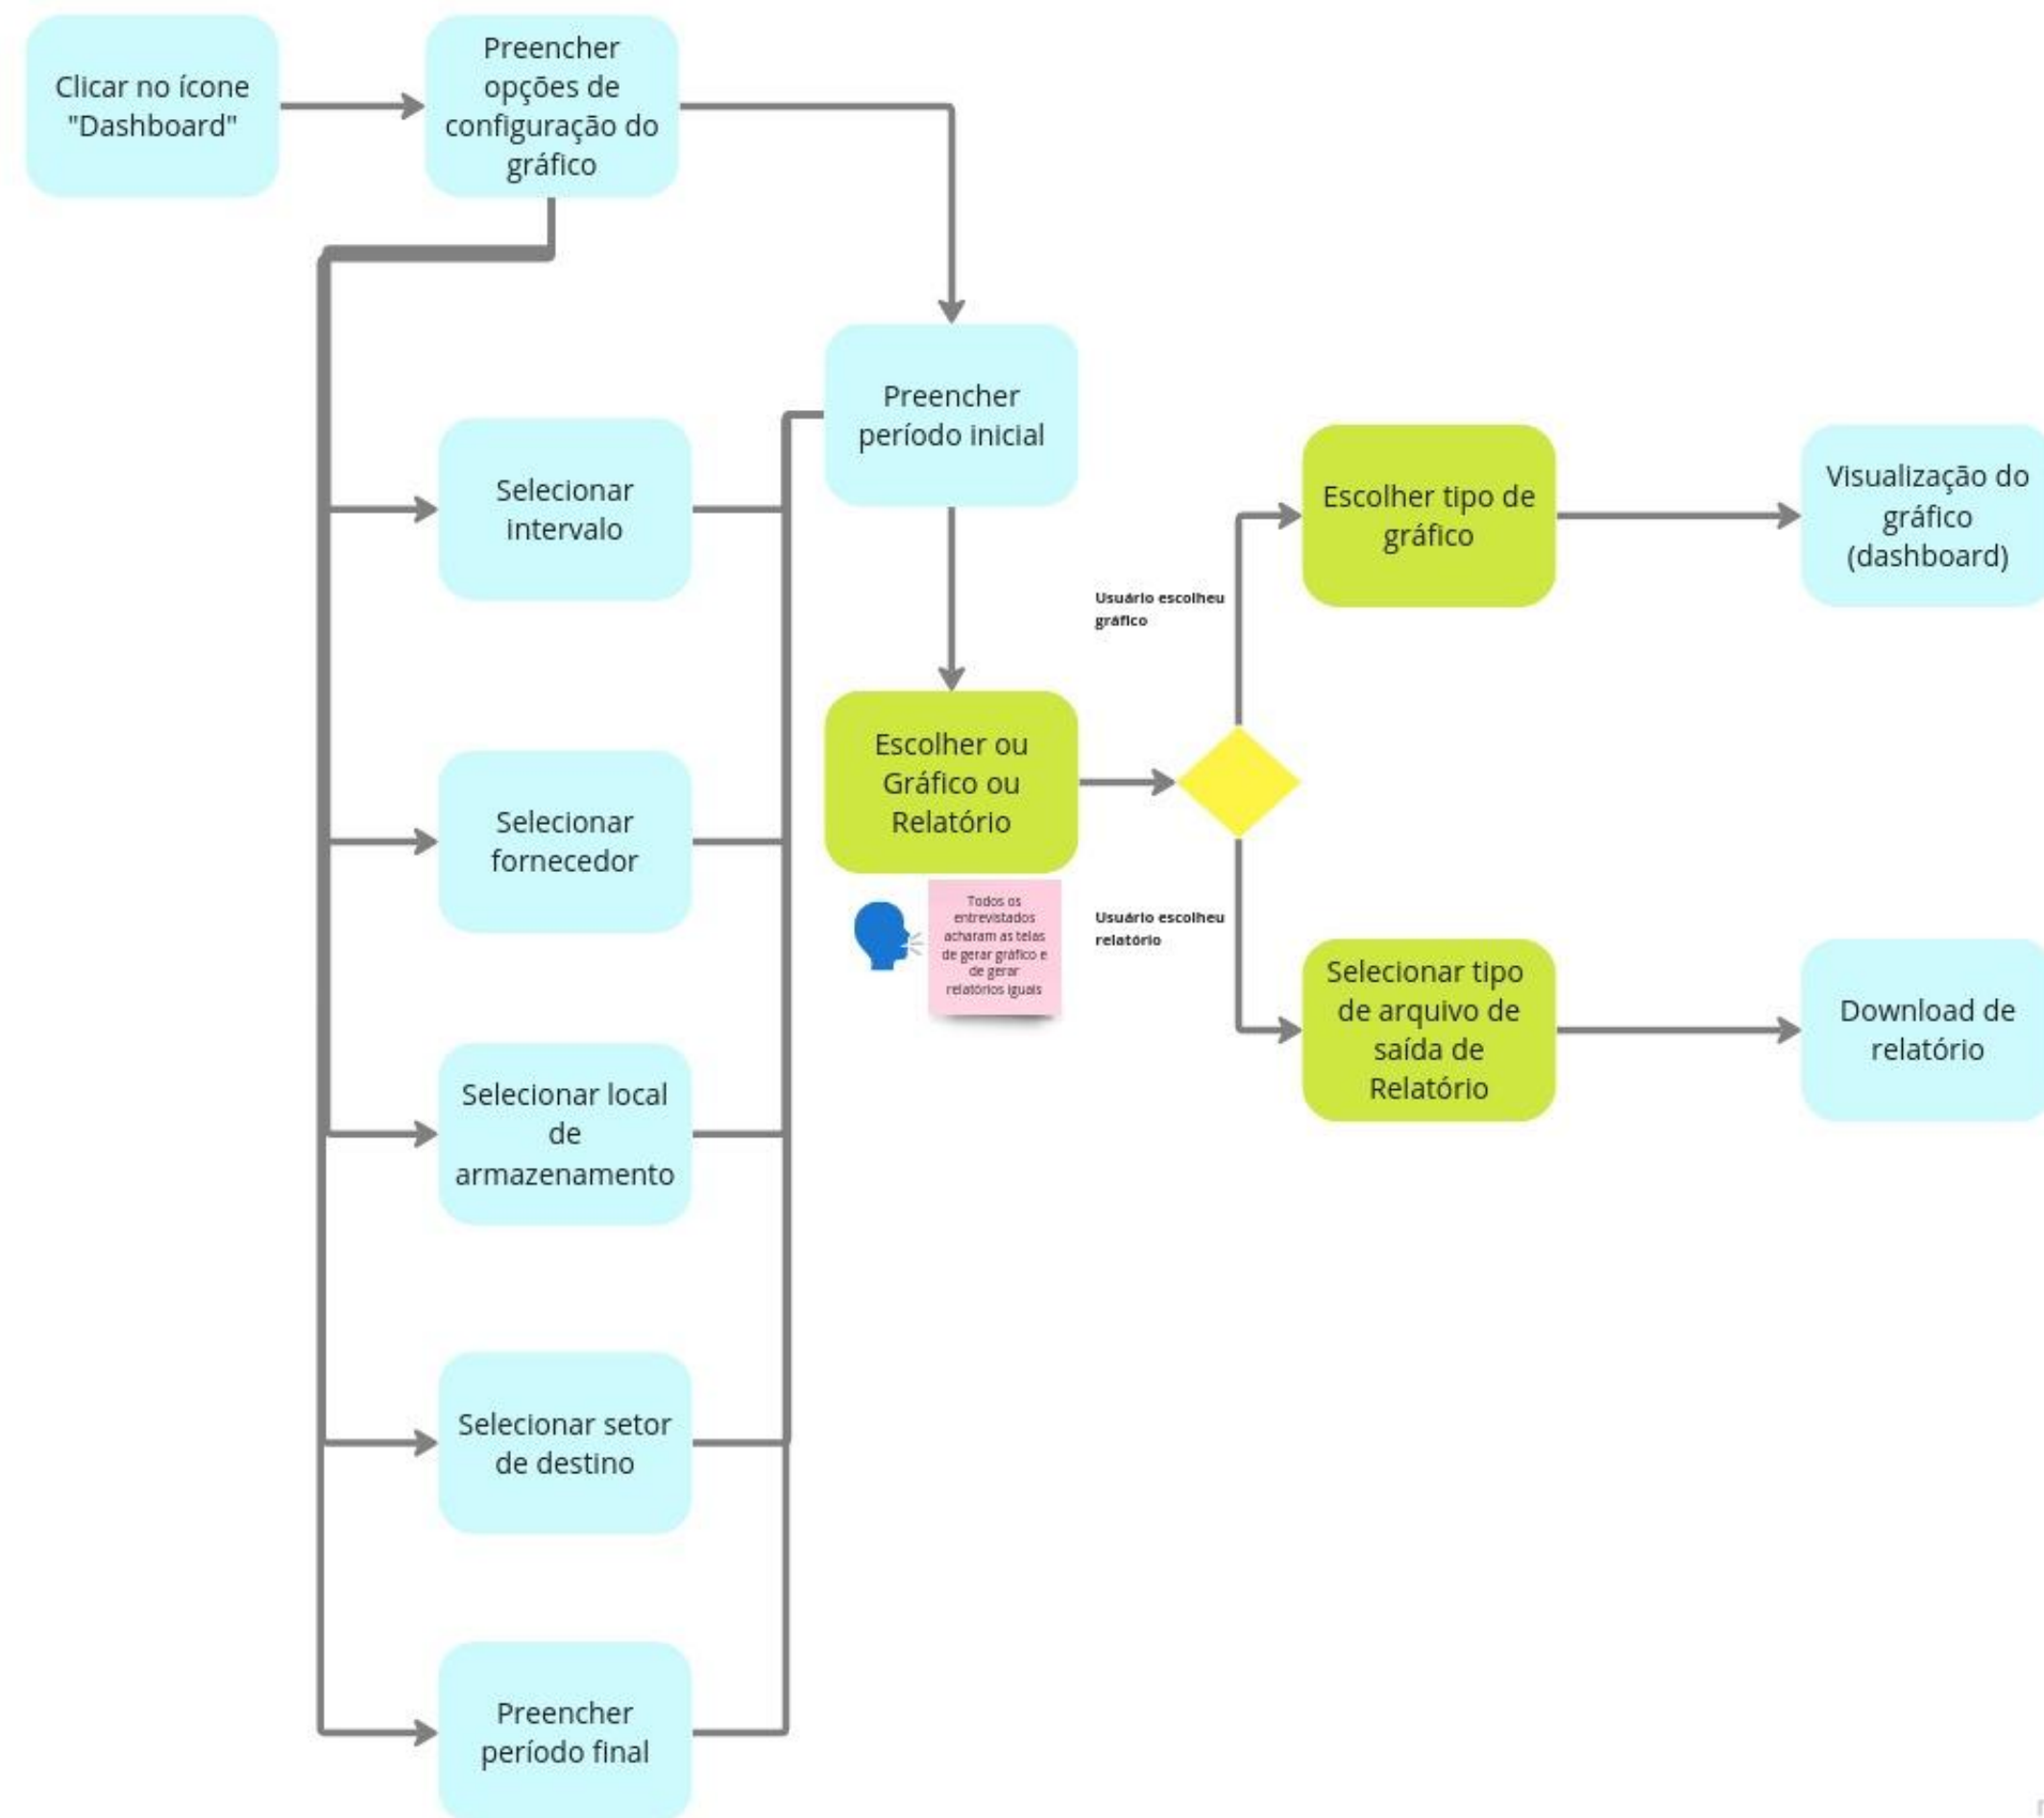 Clicar no ícone
"Dashboard"
Preencher
opções de
configuração do
gráfico
Preencher
período inicial
Selecionar
intervalo
Escolher tipo de
gráfico
Visualização do
gráfico
(dashboard)
Usuário escolheu
gráfico
Escolher ou
Gráfico ou
Relatório
Selecionar
fornecedor
Todos os
entrevistados
acharam as telas
de gerar gráfico e
de gerar
relatórios iguais
Usuário escolheu
relatório
Selecionar tipo
de arquivo de
saída de
Relatório
Download de
relatório
Selecionar local
de
armazenamento
Selecionar setor
de destino
Preencher
período final